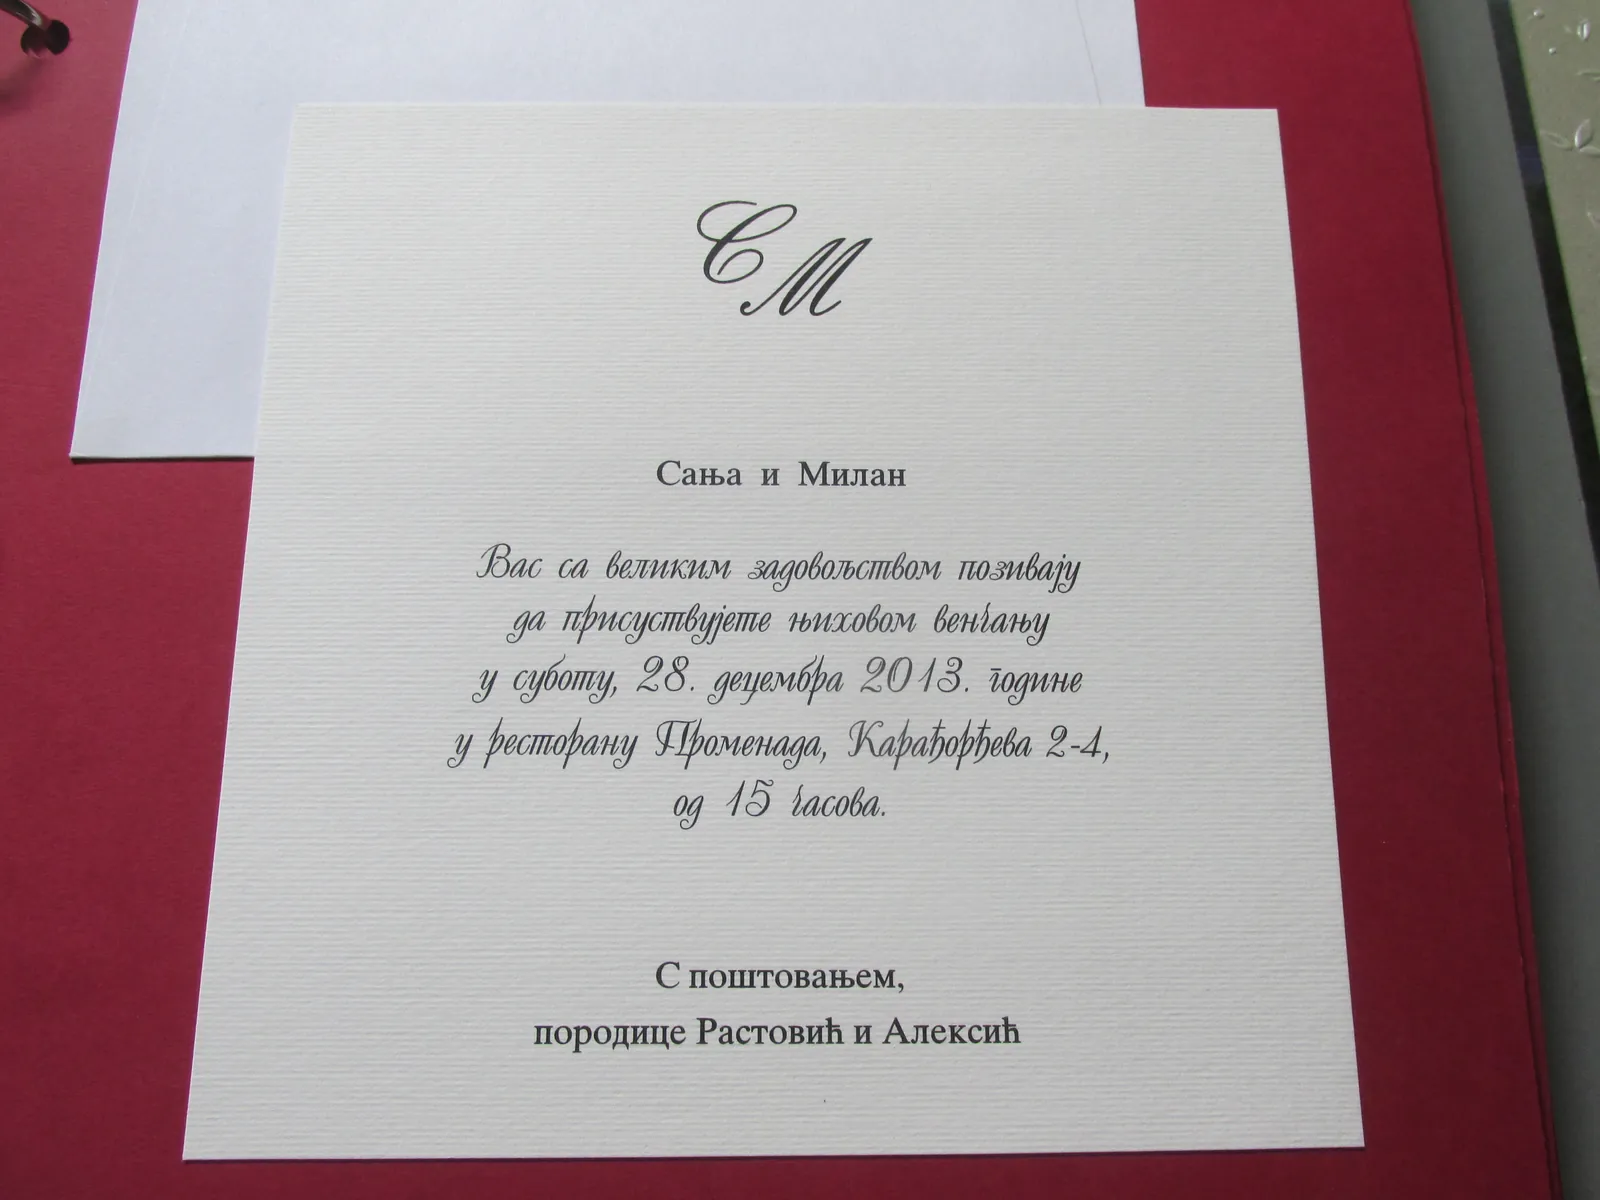 С
М
Сања и Милан
Вас са великим задовољством позивају
да присуствујете њиховом венчању
у суботу, 28. децембра 2013. године
у ресторану Променада, Карађорђева 2-4,
од 15 часова.
С поштовањем,
породице Растовић и Алексић